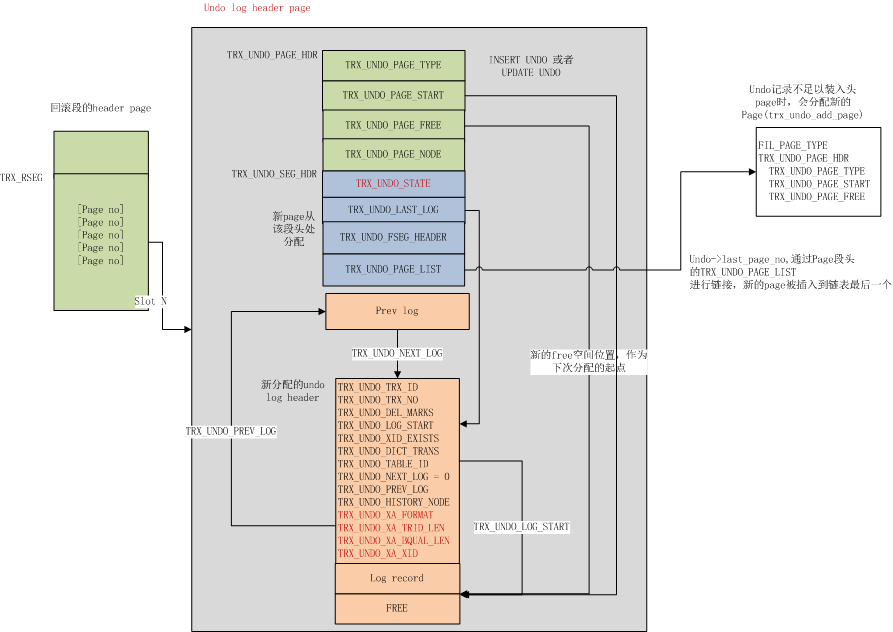 Undo log header page
TRX_UNDO_PAGE_HDR
TRX_UNDO_PAGE_TYPE
INSERT UNDO 或者
UPDATE UNDO
TRX_UNDO_PAGE_START
TRX_UNDO_PAGE_FREE
TRX_UNDO_PAGE_NODE
回滚段的header page
TRX_RSEG
[Page no]
[Page no]
[Page no]
[Page no]
[Page no]
Slot N
TRX_UNDO_SEG_HDR
TRX_UNDO_STATE
TRX_UNDO_LAST_LOG
新page从
该段头处
分配
TRX_UNDO_FSEG_HEADER
TRX_UNDO_PAGE_LIST
Undo记录不足以装入头
page时，会分配新的
Page(trx_undo_add_page)
FIL_PAGE_TYPE
TRX_UNDO_PAGE_HDR
TRX_UNDO_PAGE_TYPE
TRX_UNDO_PAGE_START
TRX_UNDO_PAGE_FREE
Undo->last_page_no,通过Page段头
的TRX_UNDO_PAGE_LIST
进行链接，新的page被插入到链表最后一个
Prev log
TRX_UNDO_NEXT_LOG
新的free空间位置，作为
下次分配的起点
新分配的undo
log header
TRX_UNDO_PREV_LOG
TRX_UNDO_TRX_ID
TRX_UNDO_TRX_NO
TRX_UNDO_DEL_MARKS
TRX_UNDO_LOG_START
TRX_UNDO_XID_EXISTS
TRX_UNDO_DICT_TRANS
TRX_UNDO_TABLE_ID
TRX_UNDO_NEXT_LOG = 0
TRX_UNDO_PREV_LOG
TRX_UNDO_HISTORY_NODE
TRX_UNDO_XA_FORMAT
TRX_UNDO_XA_TRID_LEN
TRX_UNDO_XA_BQUAL_LEN
TRX_UNDO_XA_XID
TRX_UNDO_LOG_START
Log record
FREE